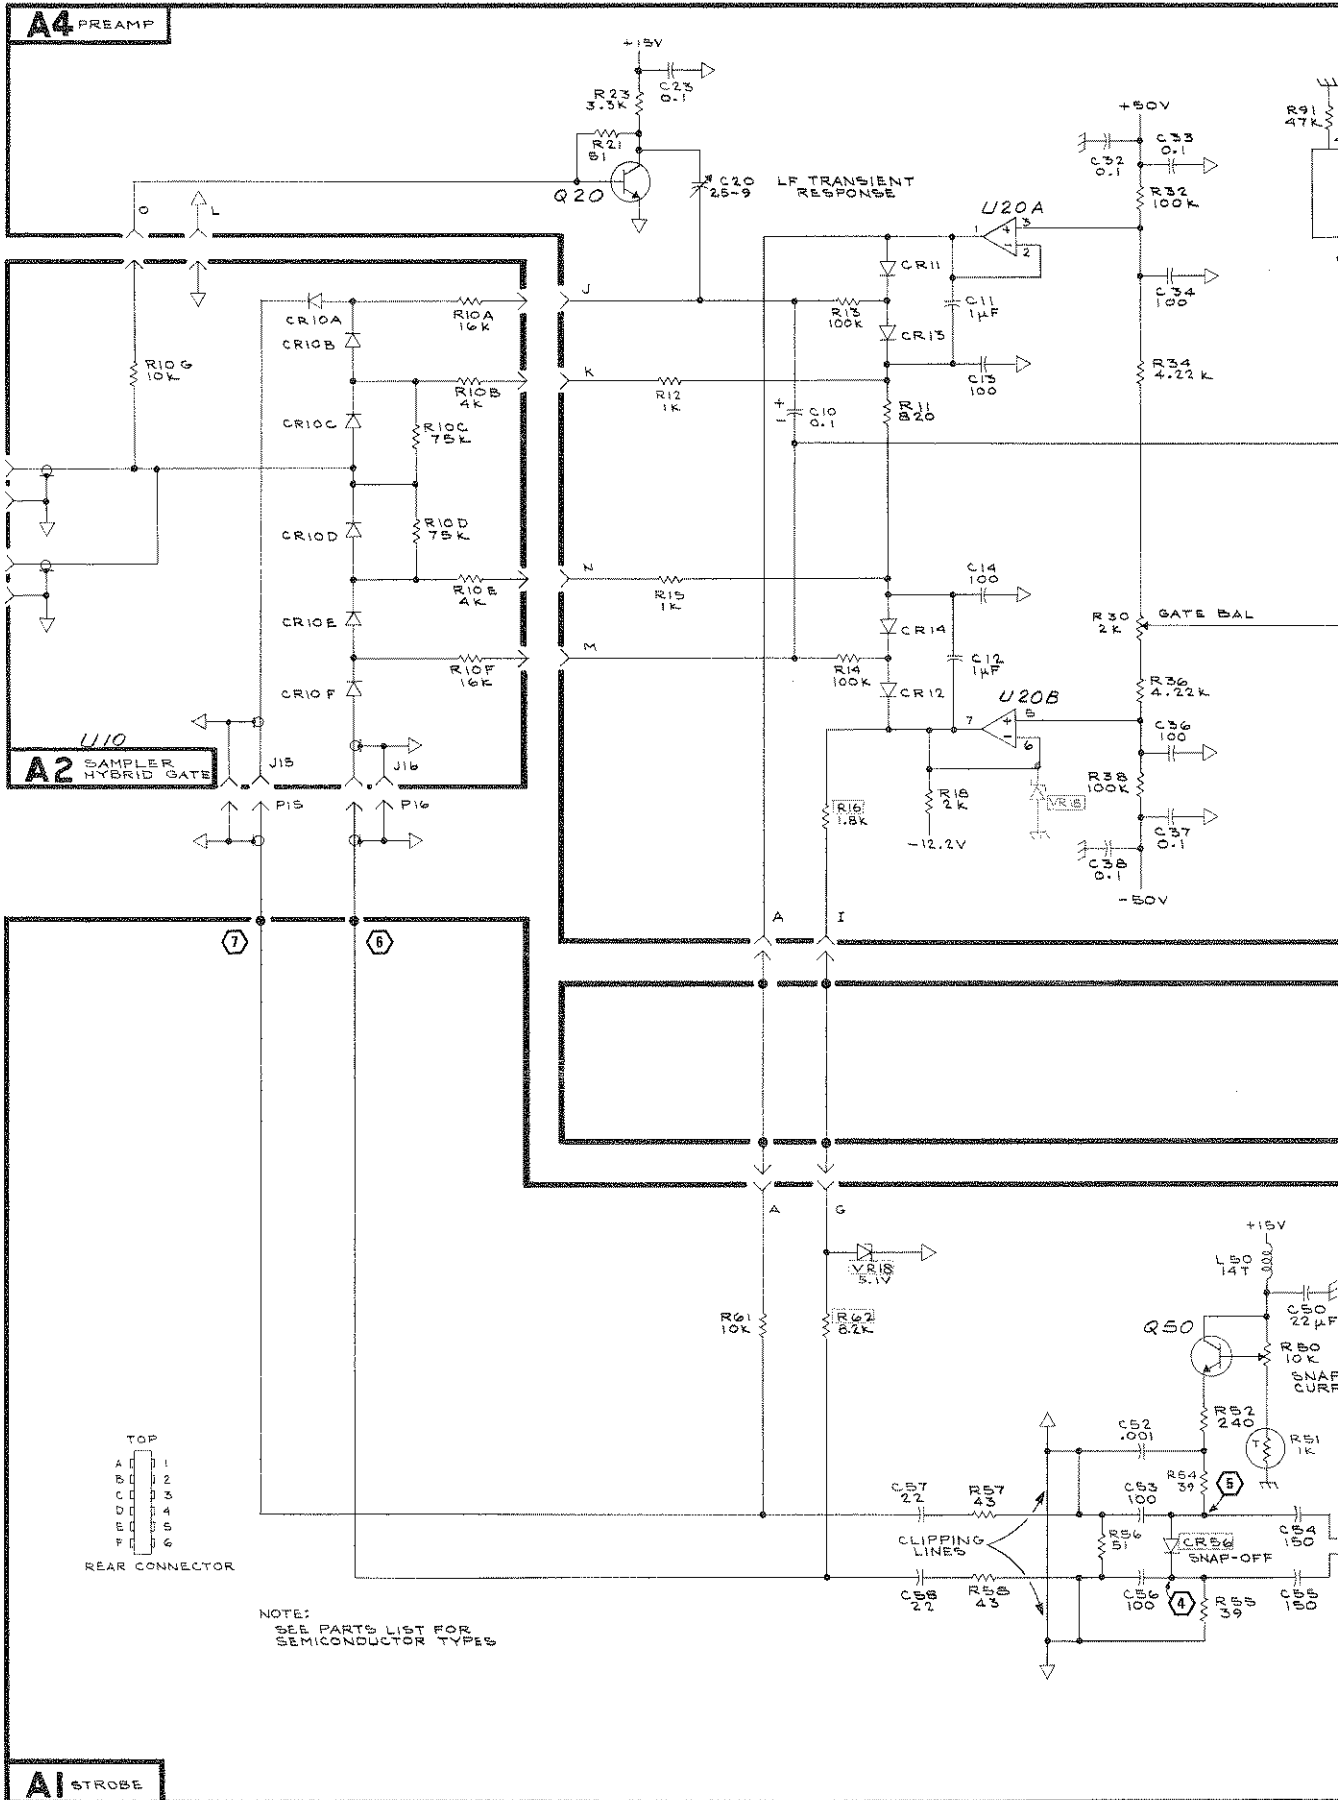 A4 PREAMP
+15V
C23
0.1
R23
3.3K
R21
51
Q20
C20
25-9
LF TRANSIENT
RESPONSE
+50V
C33
0.1
C32
0.1
R91
47K
R32
100K
U20A
1
3
2
+
-
O
L
CR11
C11
1µF
C34
100
J
R13
100K
CR13
C13
100
R34
4.22K
CR10A
R10A
16K
CR10B
R10G
10K
R10B
4K
K
R12
1K
+
-
C10
0.1
R11
820
CR10C
R10C
75K
CR10D
R10D
75K
R10E
4K
N
R15
1K
C14
100
CR10E
CR14
R30
2K
GATE BAL
M
R10F
16K
R14
100K
C12
1µF
CR10F
CR12
R36
4.22K
U20B
7
5
6
+
-
C36
100
U10
A2 SAMPLER
HYBRID GATE
J15
J16
P15
P16
R16
1.8K
R18
2K
-12.2V
VR18
R38
100K
C37
0.1
C38
0.1
-50V
A
I
7
6
A
G
VR18
5.1V
+15V
L50
14T
C50
22µF
R61
10K
R62
8.2K
Q50
R50
10K
R52
240
T
R51
1K
C52
.001
R54
39
5
TOP
A 1
B 2
C 3
D 4
E 5
F 6
REAR CONNECTOR
C57
22
R57
43
C53
100
C54
150
CLIPPING
LINES
R56
51
CR56
SNAP-OFF
C58
22
R58
43
C56
100
4
R55
39
C55
150
NOTE:
SEE PARTS LIST FOR
SEMICONDUCTOR TYPES
A1 STROBE